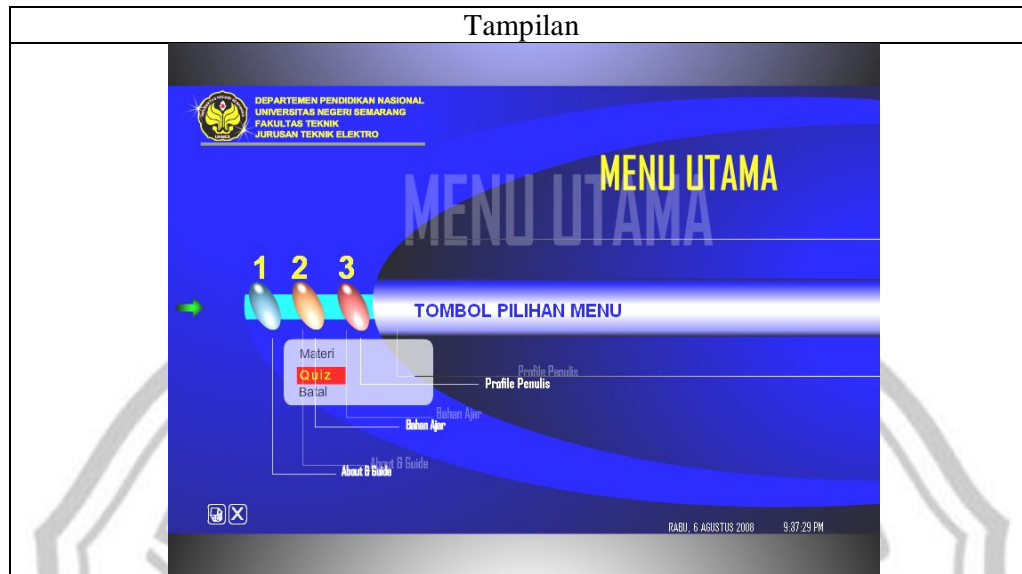 Tampilan
DEPARTEMEN PENDIDIKAN NASIONAL
UNIVERSITAS NEGERI SEMARANG
FAKULTAS TEKNIK
JURUSAN TEKNIK ELEKTRO
MENU UTAMA
MENU UTAMA
1 2 3
TOMBOL PILIHAN MENU
Materi
Quiz
Batal
Profile Penulis
Profile Penulis
Bahan Ajar
Bahan Ajar
About & Guide
About & Guide
RABU, 6 AGUSTUS 2008 9:37:29 PM